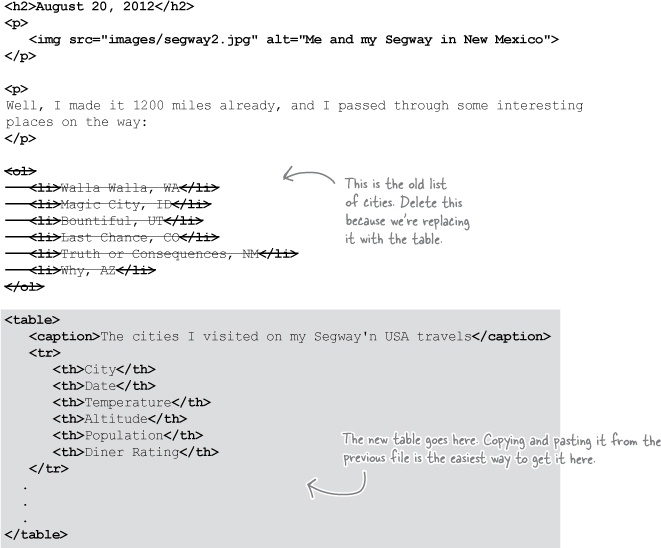 <h2>August 20, 2012</h2>
<p>
<img src="images/segway2.jpg" alt="Me and my Segway in New Mexico">
</p>
<p>
Well, I made it 1200 miles already, and I passed through some interesting
places on the way:
</p>
<ol>
<li>Walla Walla, WA</li>
<li>Magic City, ID</li>
<li>Bountiful, UT</li>
<li>Last Chance, CO</li>
<li>Truth or Consequences, NM</li>
<li>Why, AZ</li>
</ol>
This is the old list
of cities. Delete this
because we're replacing
it with the table.
<table>
<caption>The cities I visited on my Segway'n USA travels</caption>
<tr>
<th>City</th>
<th>Date</th>
<th>Temperature</th>
<th>Altitude</th>
<th>Population</th>
<th>Diner Rating</th>
</tr>
.
.
.
</table>
The new table goes here. Copying and pasting it from the
previous file is the easiest way to get it here.